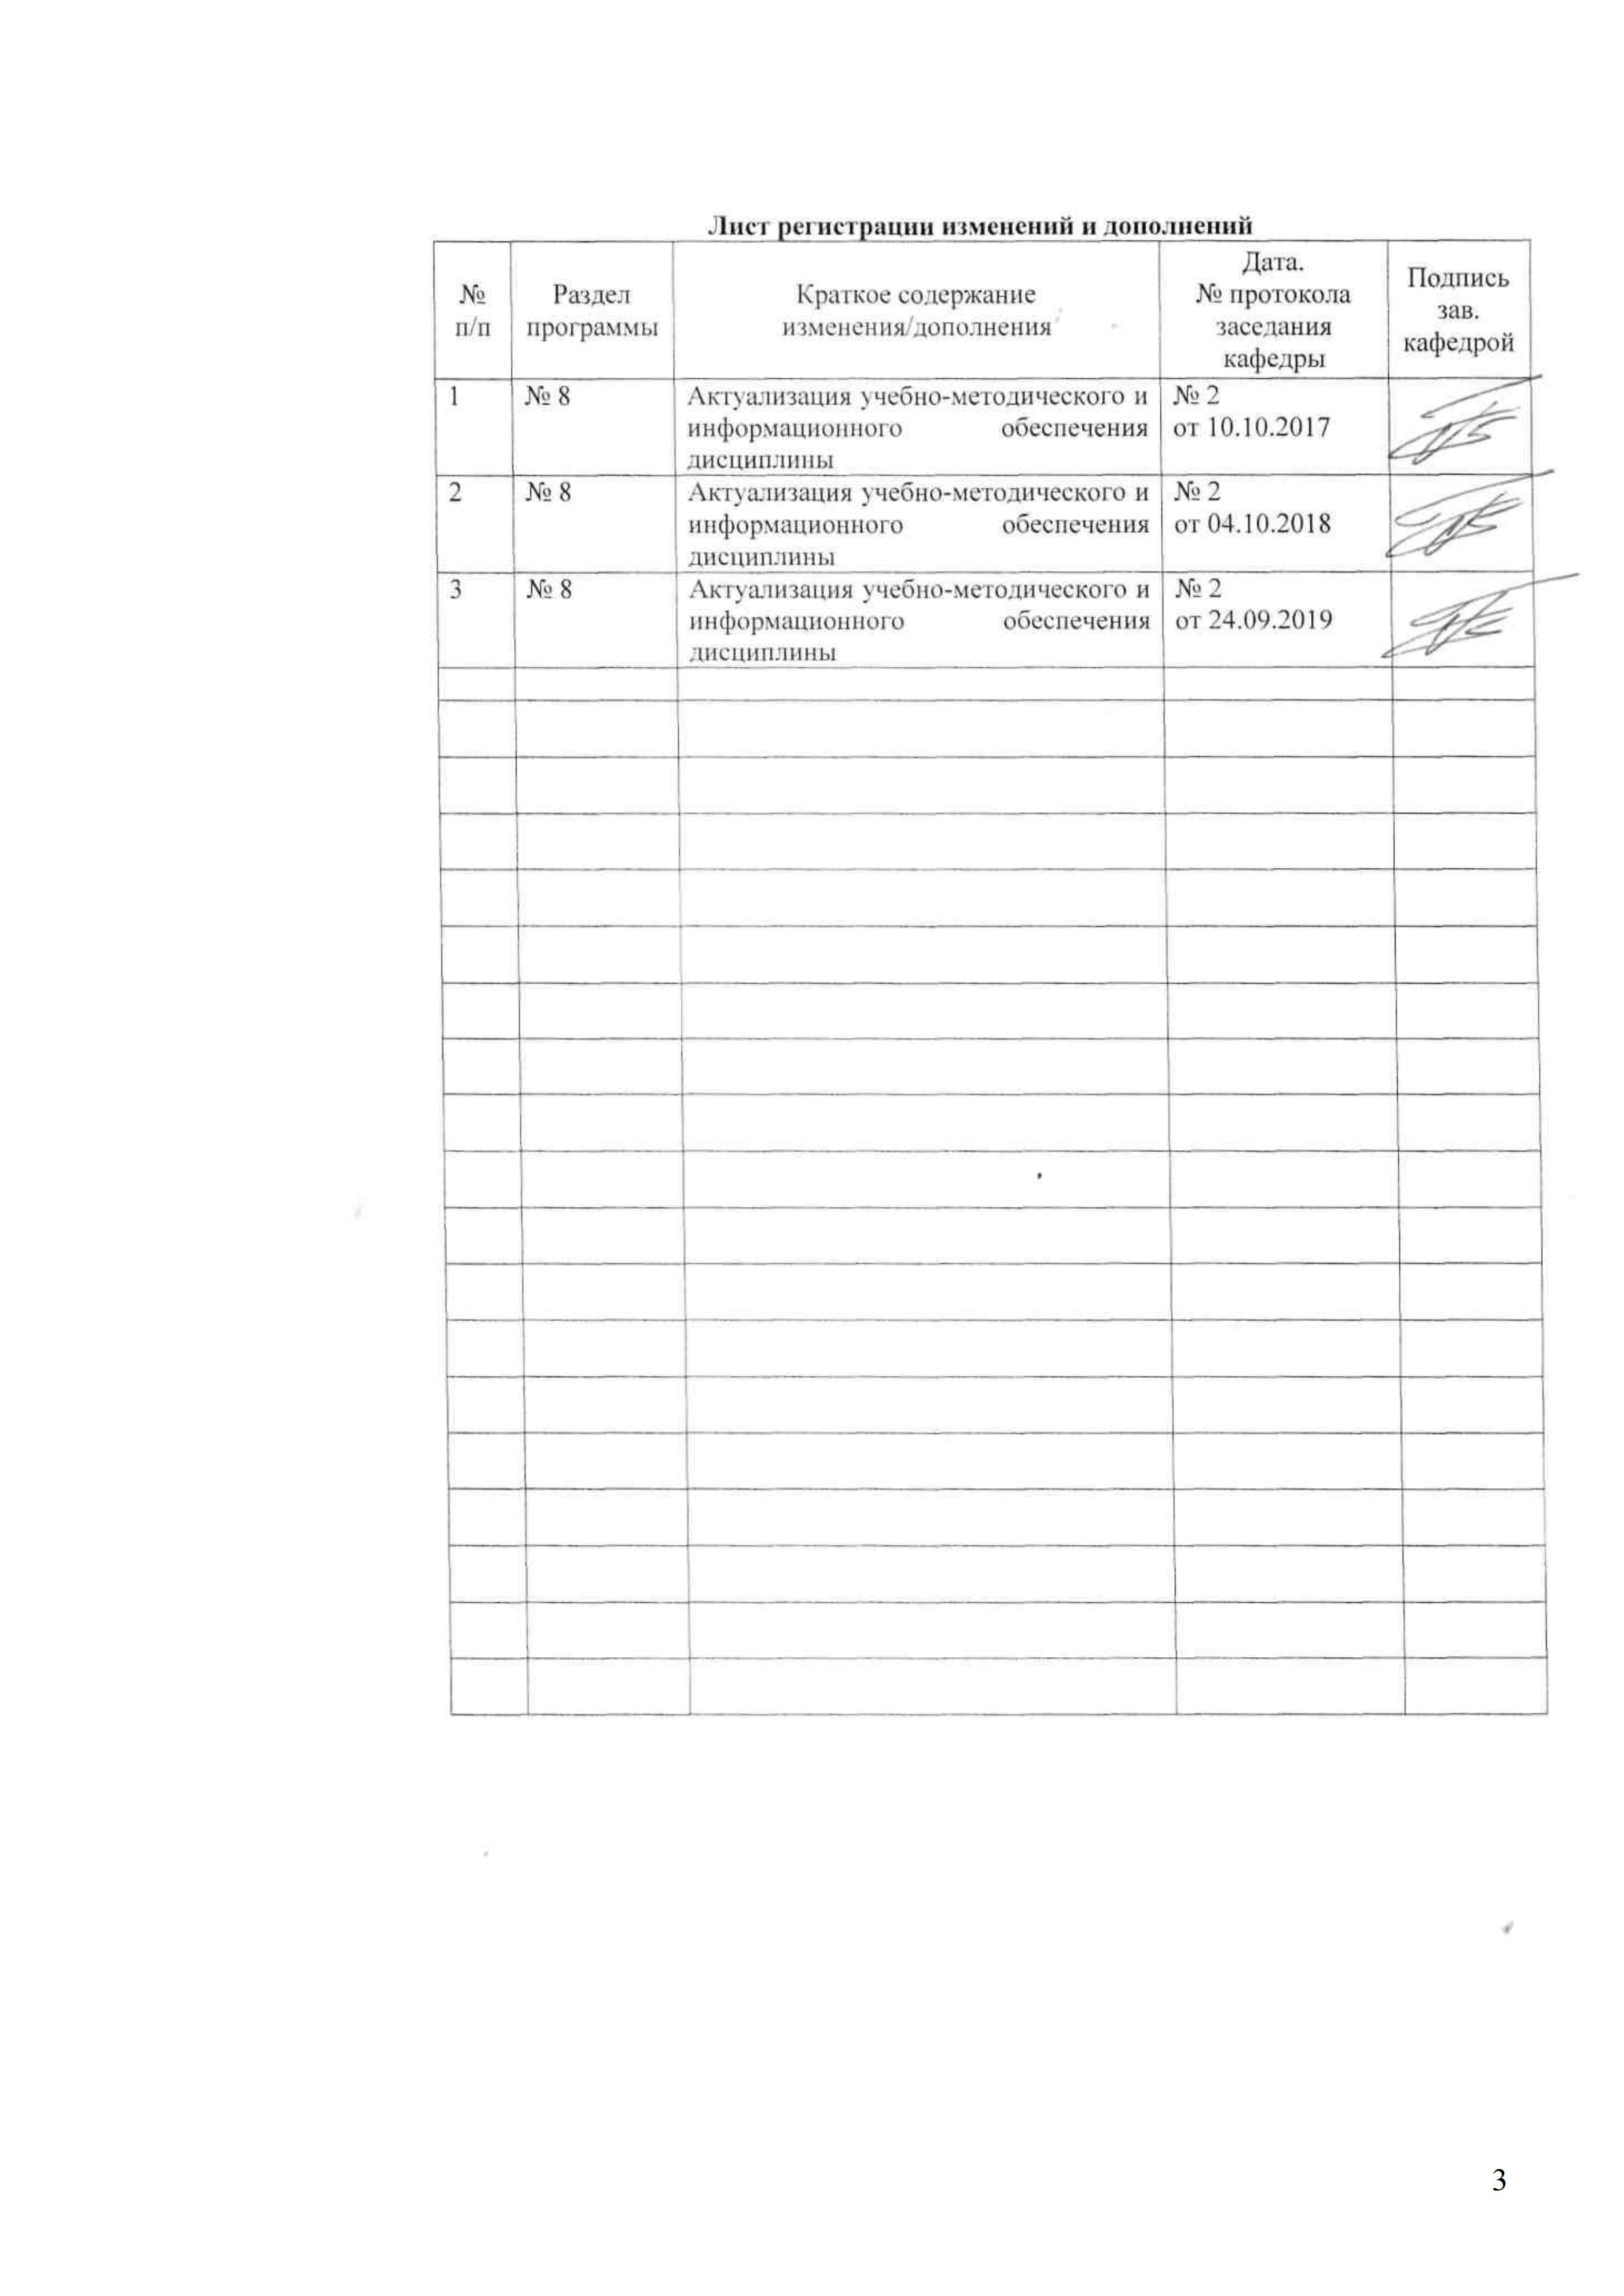 Лист регистрации изменений и дополнений
№
п/п
Раздел
программы
Краткое содержание
изменения/дополнения
Дата.
№ протокола
заседания
кафедры
Подпись
зав.
кафедрой
1
№ 8
Актуализация учебно-методического и
информационного обеспечения
дисциплины
№ 2
от 10.10.2017
2
№ 8
Актуализация учебно-методического и
информационного обеспечения
дисциплины
№ 2
от 04.10.2018
3
№ 8
Актуализация учебно-методического и
информационного обеспечения
дисциплины
№ 2
от 24.09.2019
3